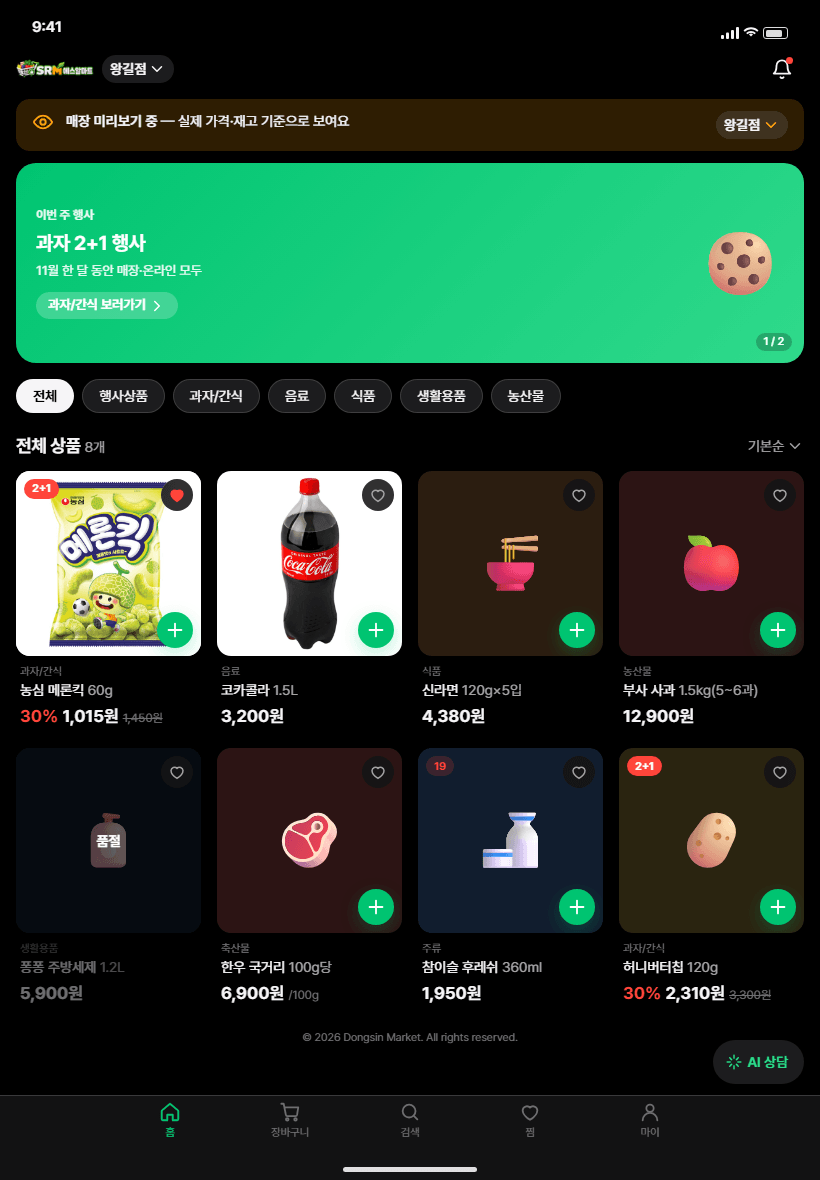 9:41
SRM 에스알마트
왕길점
매장 미리보기 중 — 실제 가격·재고 기준으로 보여요
왕길점
이번 주 행사
과자 2+1 행사
11월 한 달 동안 매장·온라인 모두
과자/간식 보러가기
1 / 2
전체
행사상품
과자/간식
음료
식품
생활용품
농산물
전체 상품 8개
기본순
2+1
농심
메론킥
ORIGINAL TASTE
Coca-Cola
과자/간식
농심 메론킥 60g
30% 1,015원 1,450원
음료
코카콜라 1.5L
3,200원
식품
신라면 120g×5입
4,380원
농산물
부사 사과 1.5kg(5~6과)
12,900원
품절
19
2+1
생활용품
퐁퐁 주방세제 1.2L
5,900원
축산물
한우 국거리 100g당
6,900원 /100g
주류
참이슬 후레쉬 360ml
1,950원
과자/간식
허니버터칩 120g
30% 2,310원 3,300원
© 2026 Dongsin Market. All rights reserved.
AI 상담
홈
장바구니
검색
찜
마이